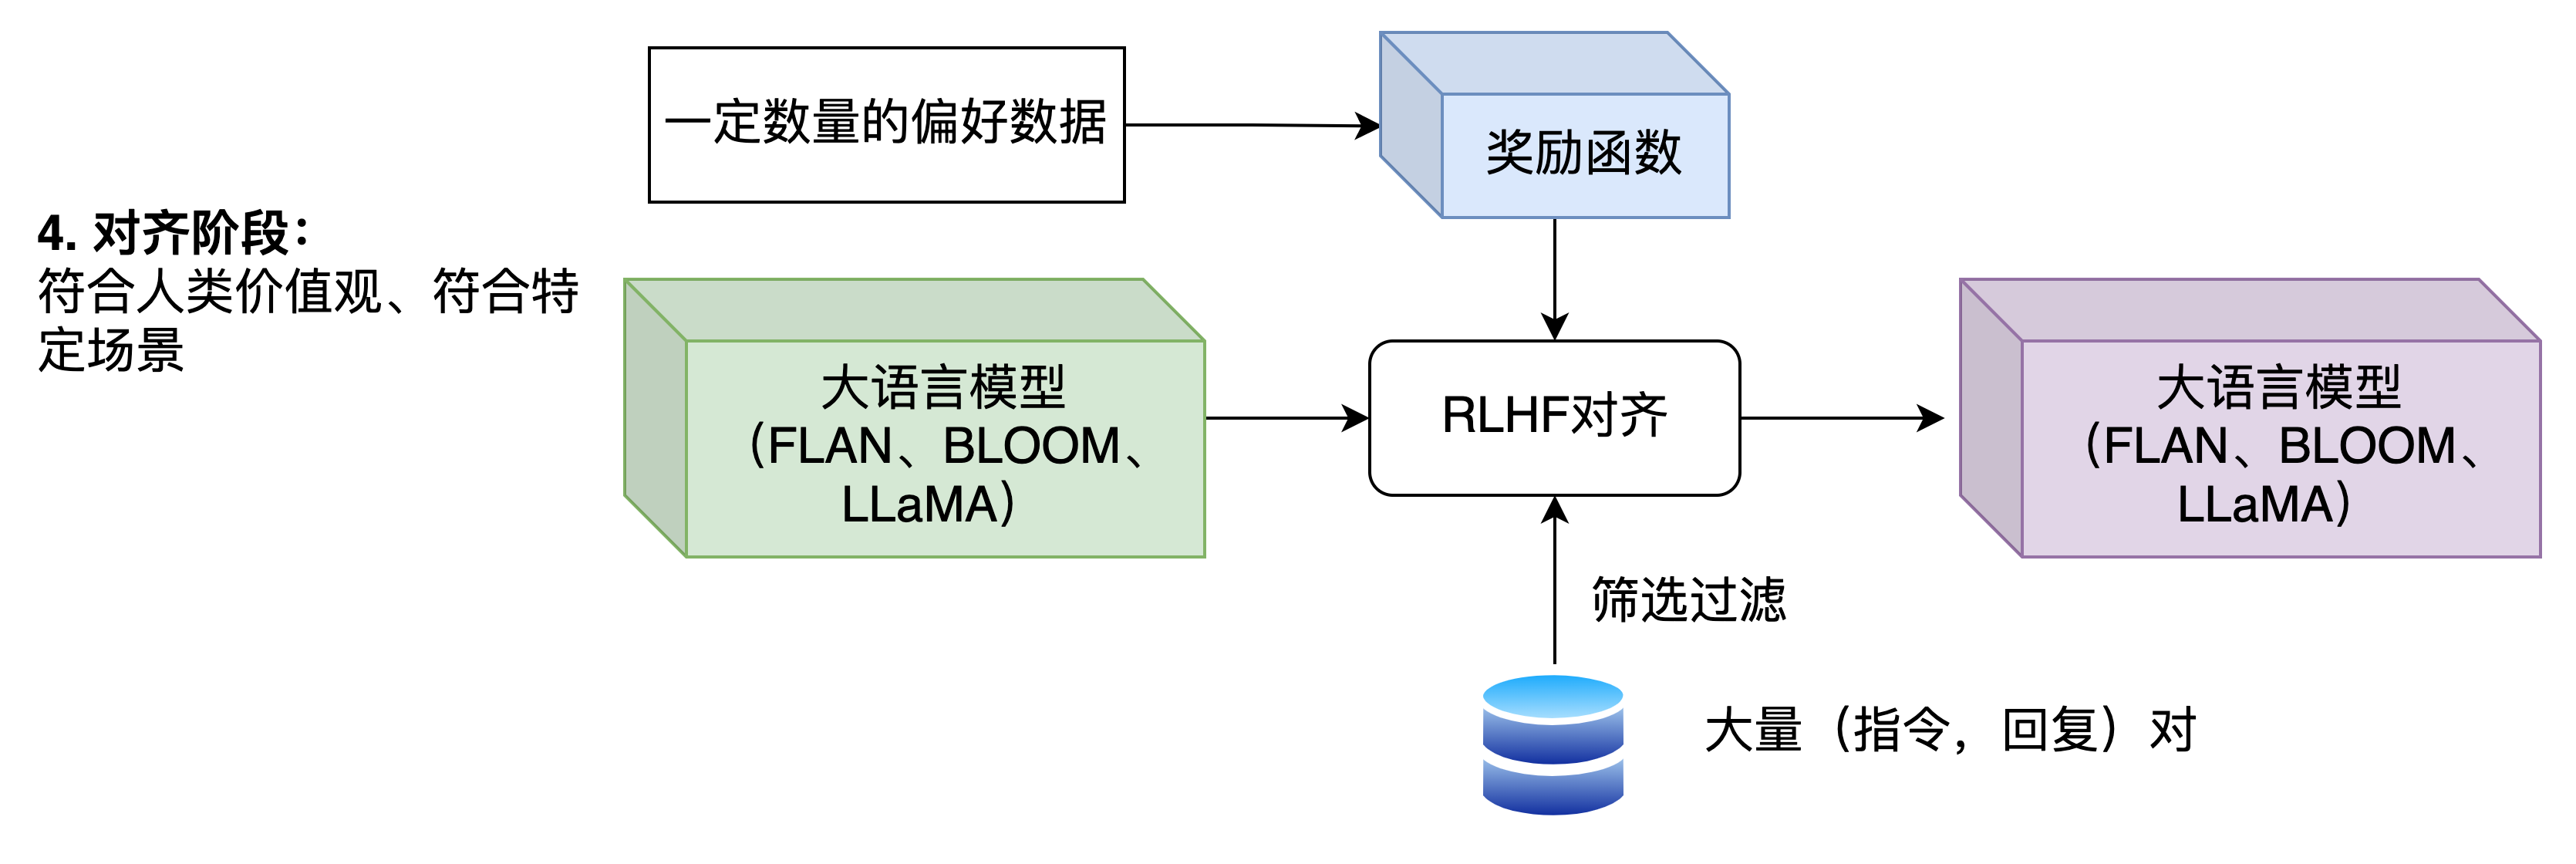 一定数量的偏好数据
奖励函数
4. 对齐阶段：
符合人类价值观、符合特
定场景
大语言模型
（FLAN、BLOOM、
LLaMA）
RLHF对齐
大语言模型
（FLAN、BLOOM、
LLaMA）
筛选过滤
大量（指令，回复）对